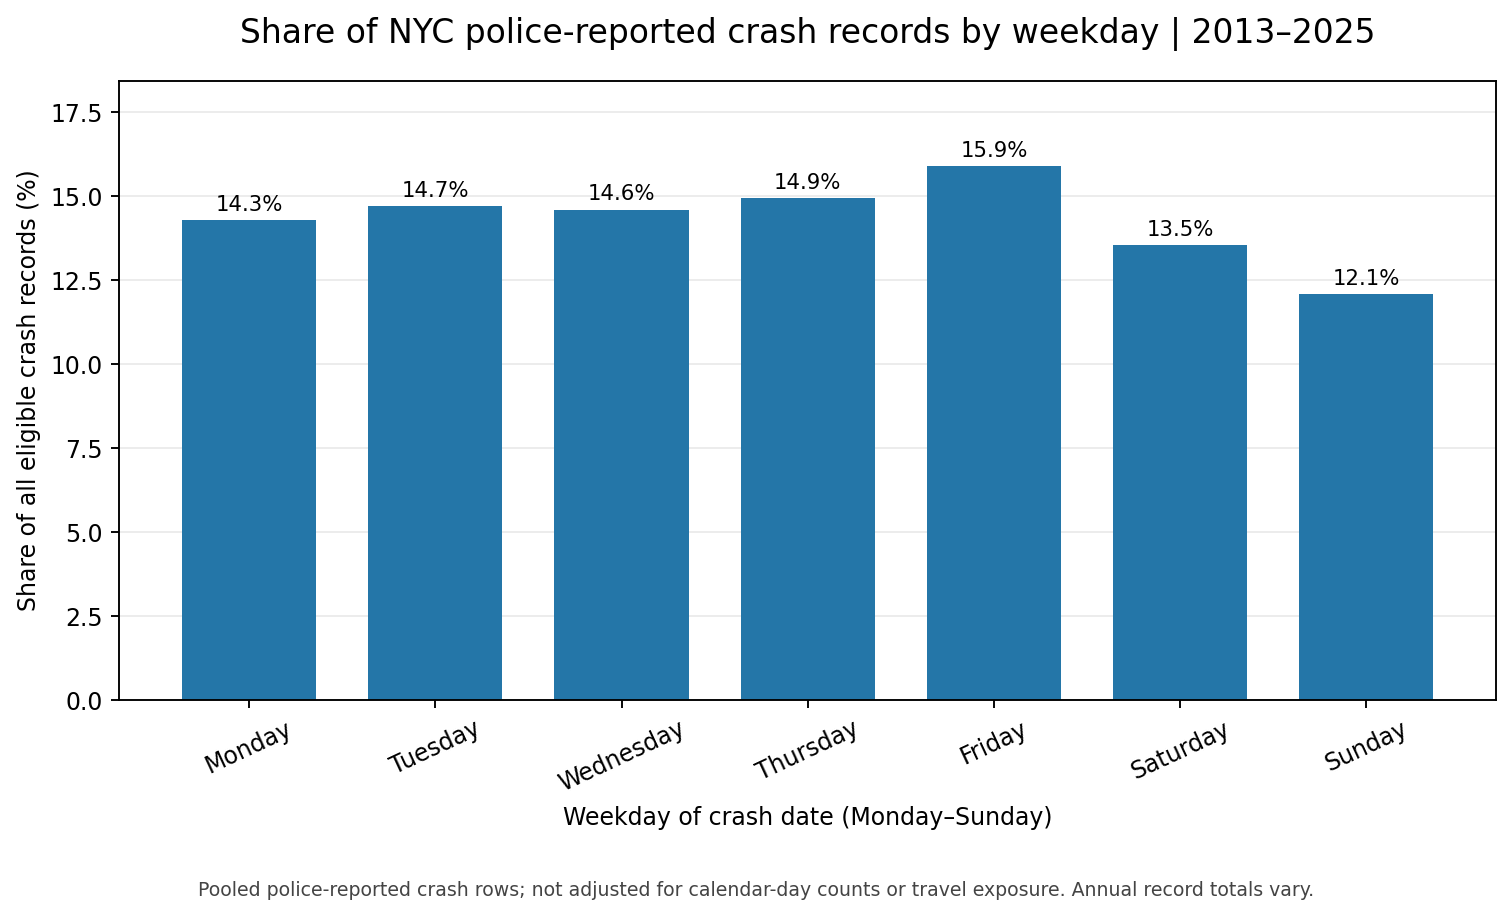 Share of NYC police-reported crash records by weekday | 2013–2025
Share of all eligible crash records (%)
17.5
15.0
12.5
10.0
7.5
5.0
2.5
0.0
14.3%
14.7%
14.6%
14.9%
15.9%
13.5%
12.1%
Monday
Tuesday
Wednesday
Thursday
Friday
Saturday
Sunday
Weekday of crash date (Monday–Sunday)
Pooled police-reported crash rows; not adjusted for calendar-day counts or travel exposure. Annual record totals vary.